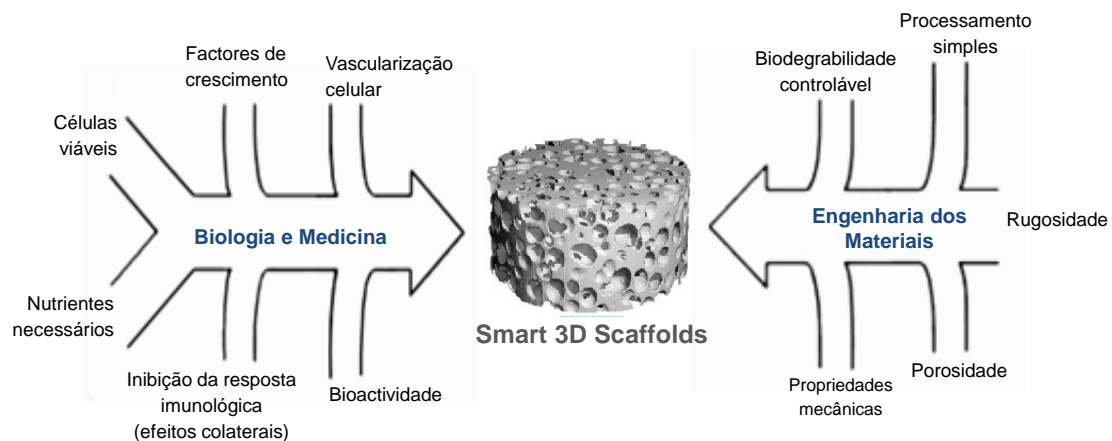 Factores de
crescimento
Vascularização
celular
Células
viáveis
Biologia e Medicina
Nutrientes
necessários
Inibição da resposta
imunológica
(efeitos colaterais)
Bioactividade
Smart 3D Scaffolds
Processamento
simples
Biodegrabilidade
controlável
Engenharia dos
Materiais
Rugosidade
Propriedades
mecânicas
Porosidade